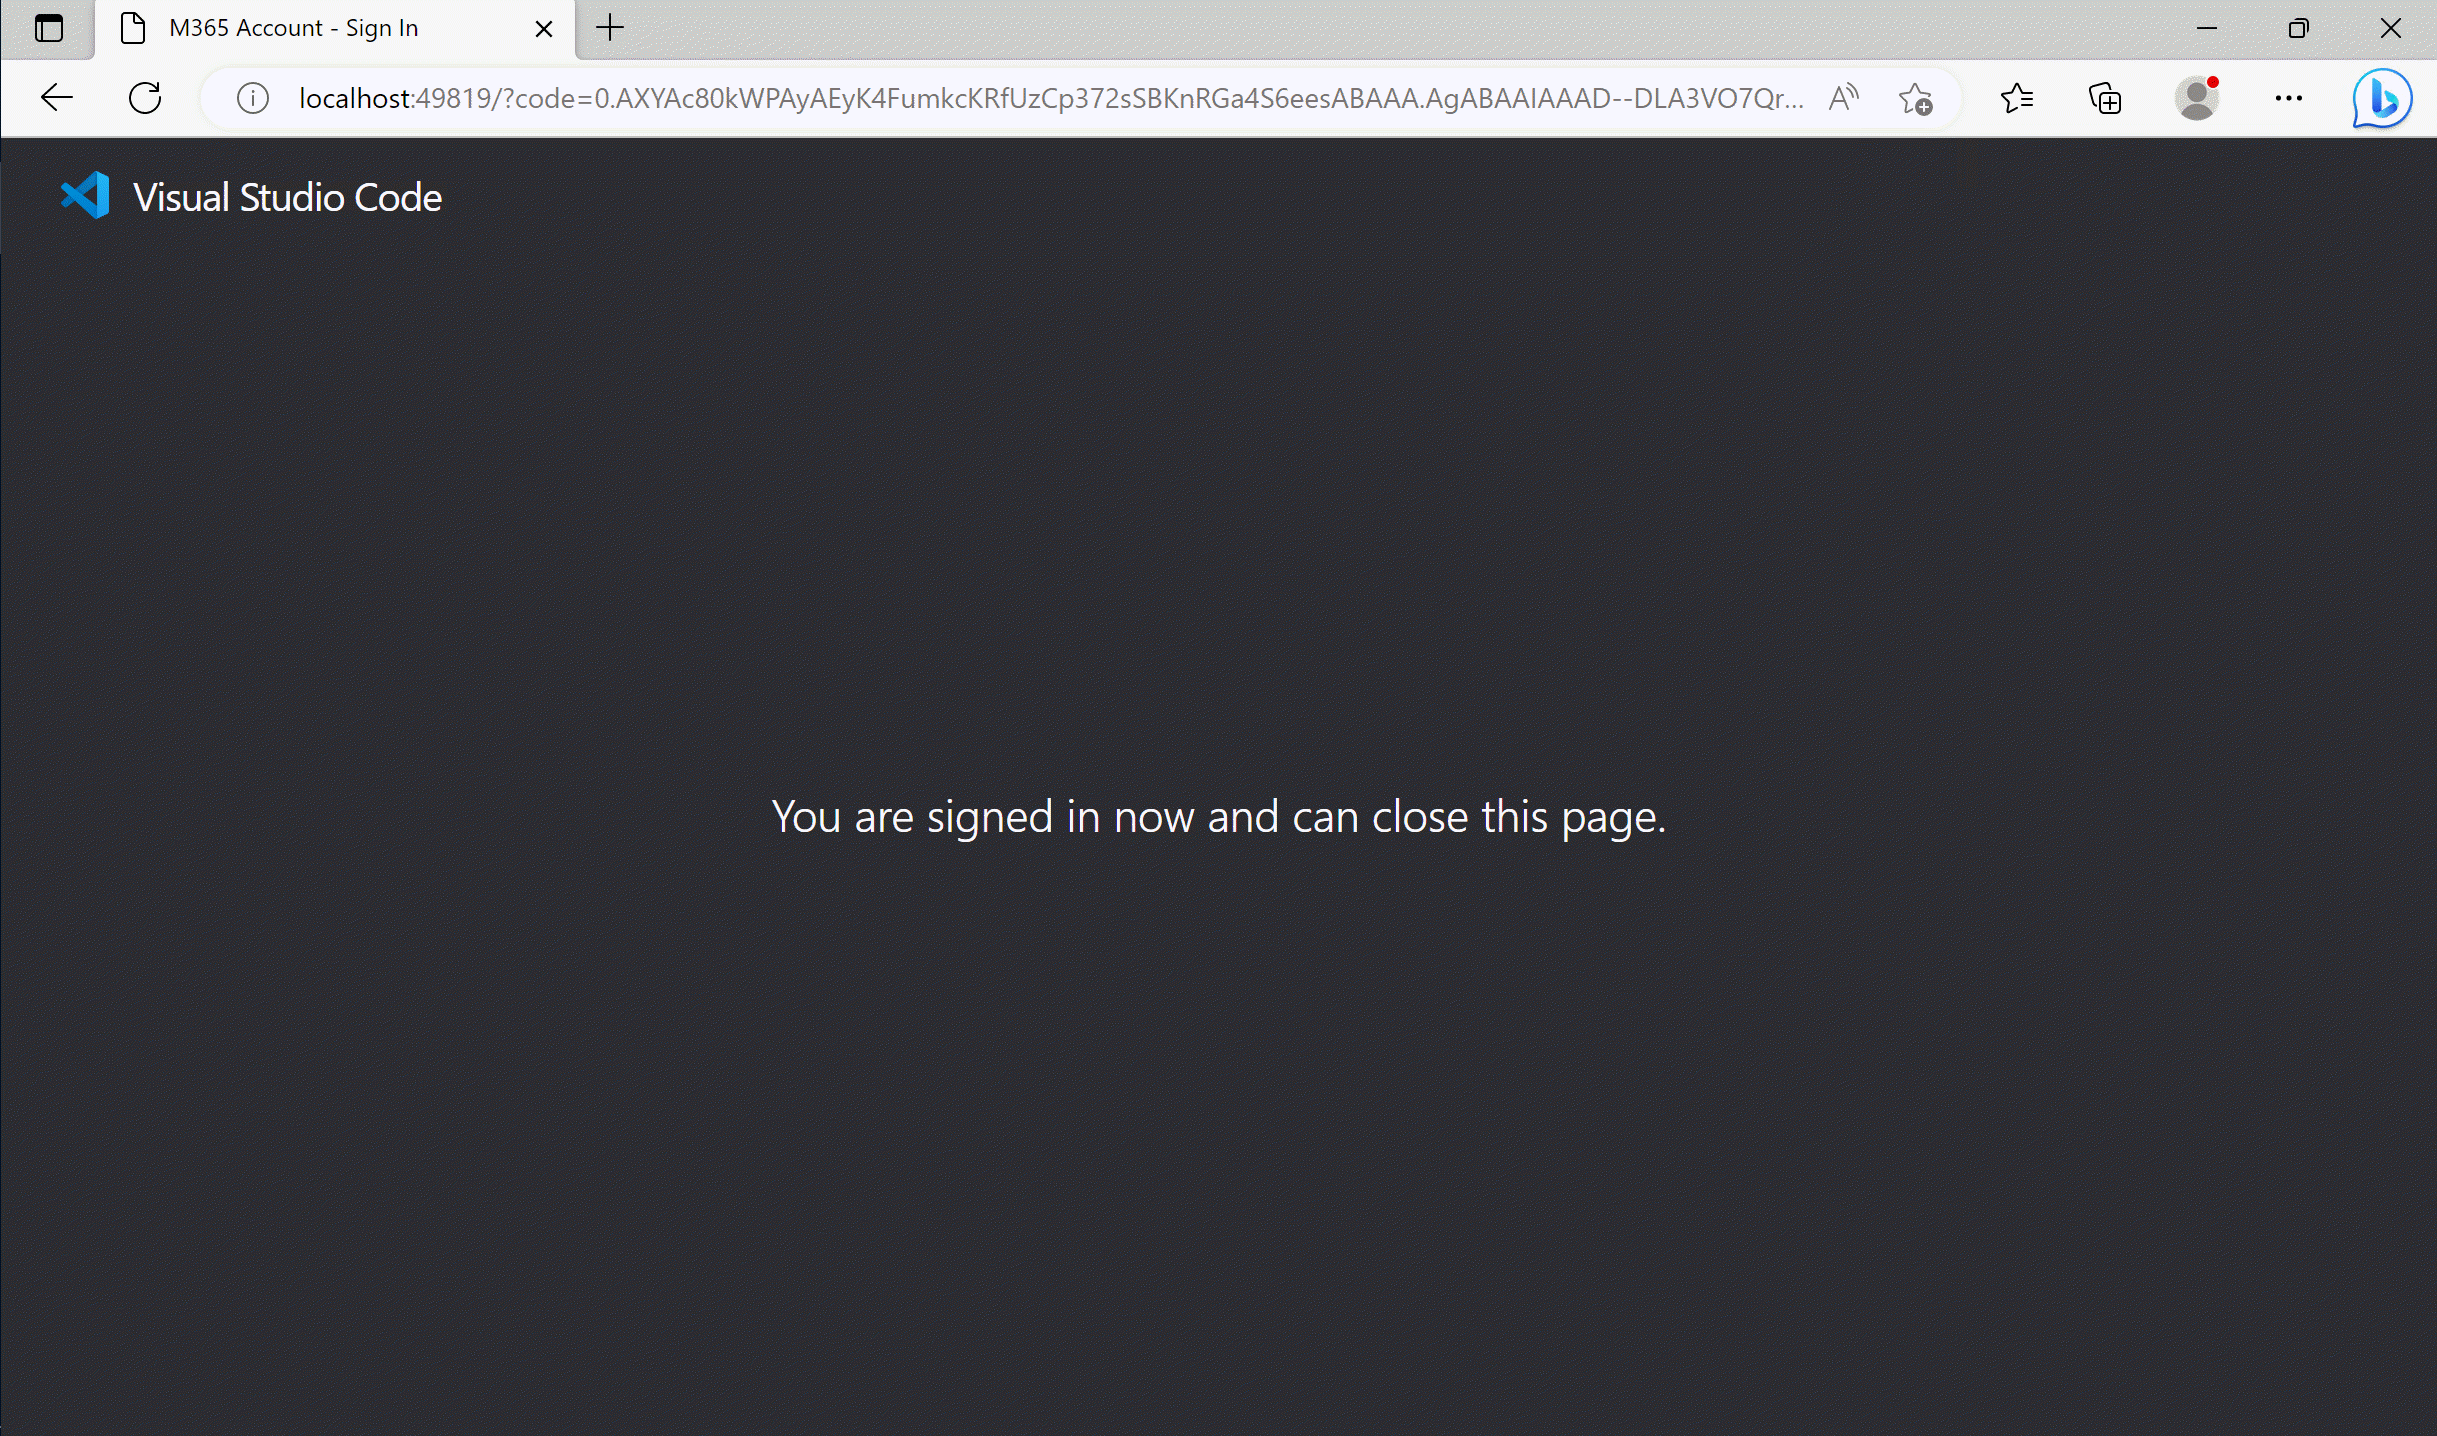 M365 Account - Sign In
localhost:49819/?code=0.AXYAc80kWPAyAEyK4FumkcKRfUzCp372sSBKnRGa4S6eesABAAA.AgABAAIAAAD--DLA3VO7Qr...
Visual Studio Code
You are signed in now and can close this page.